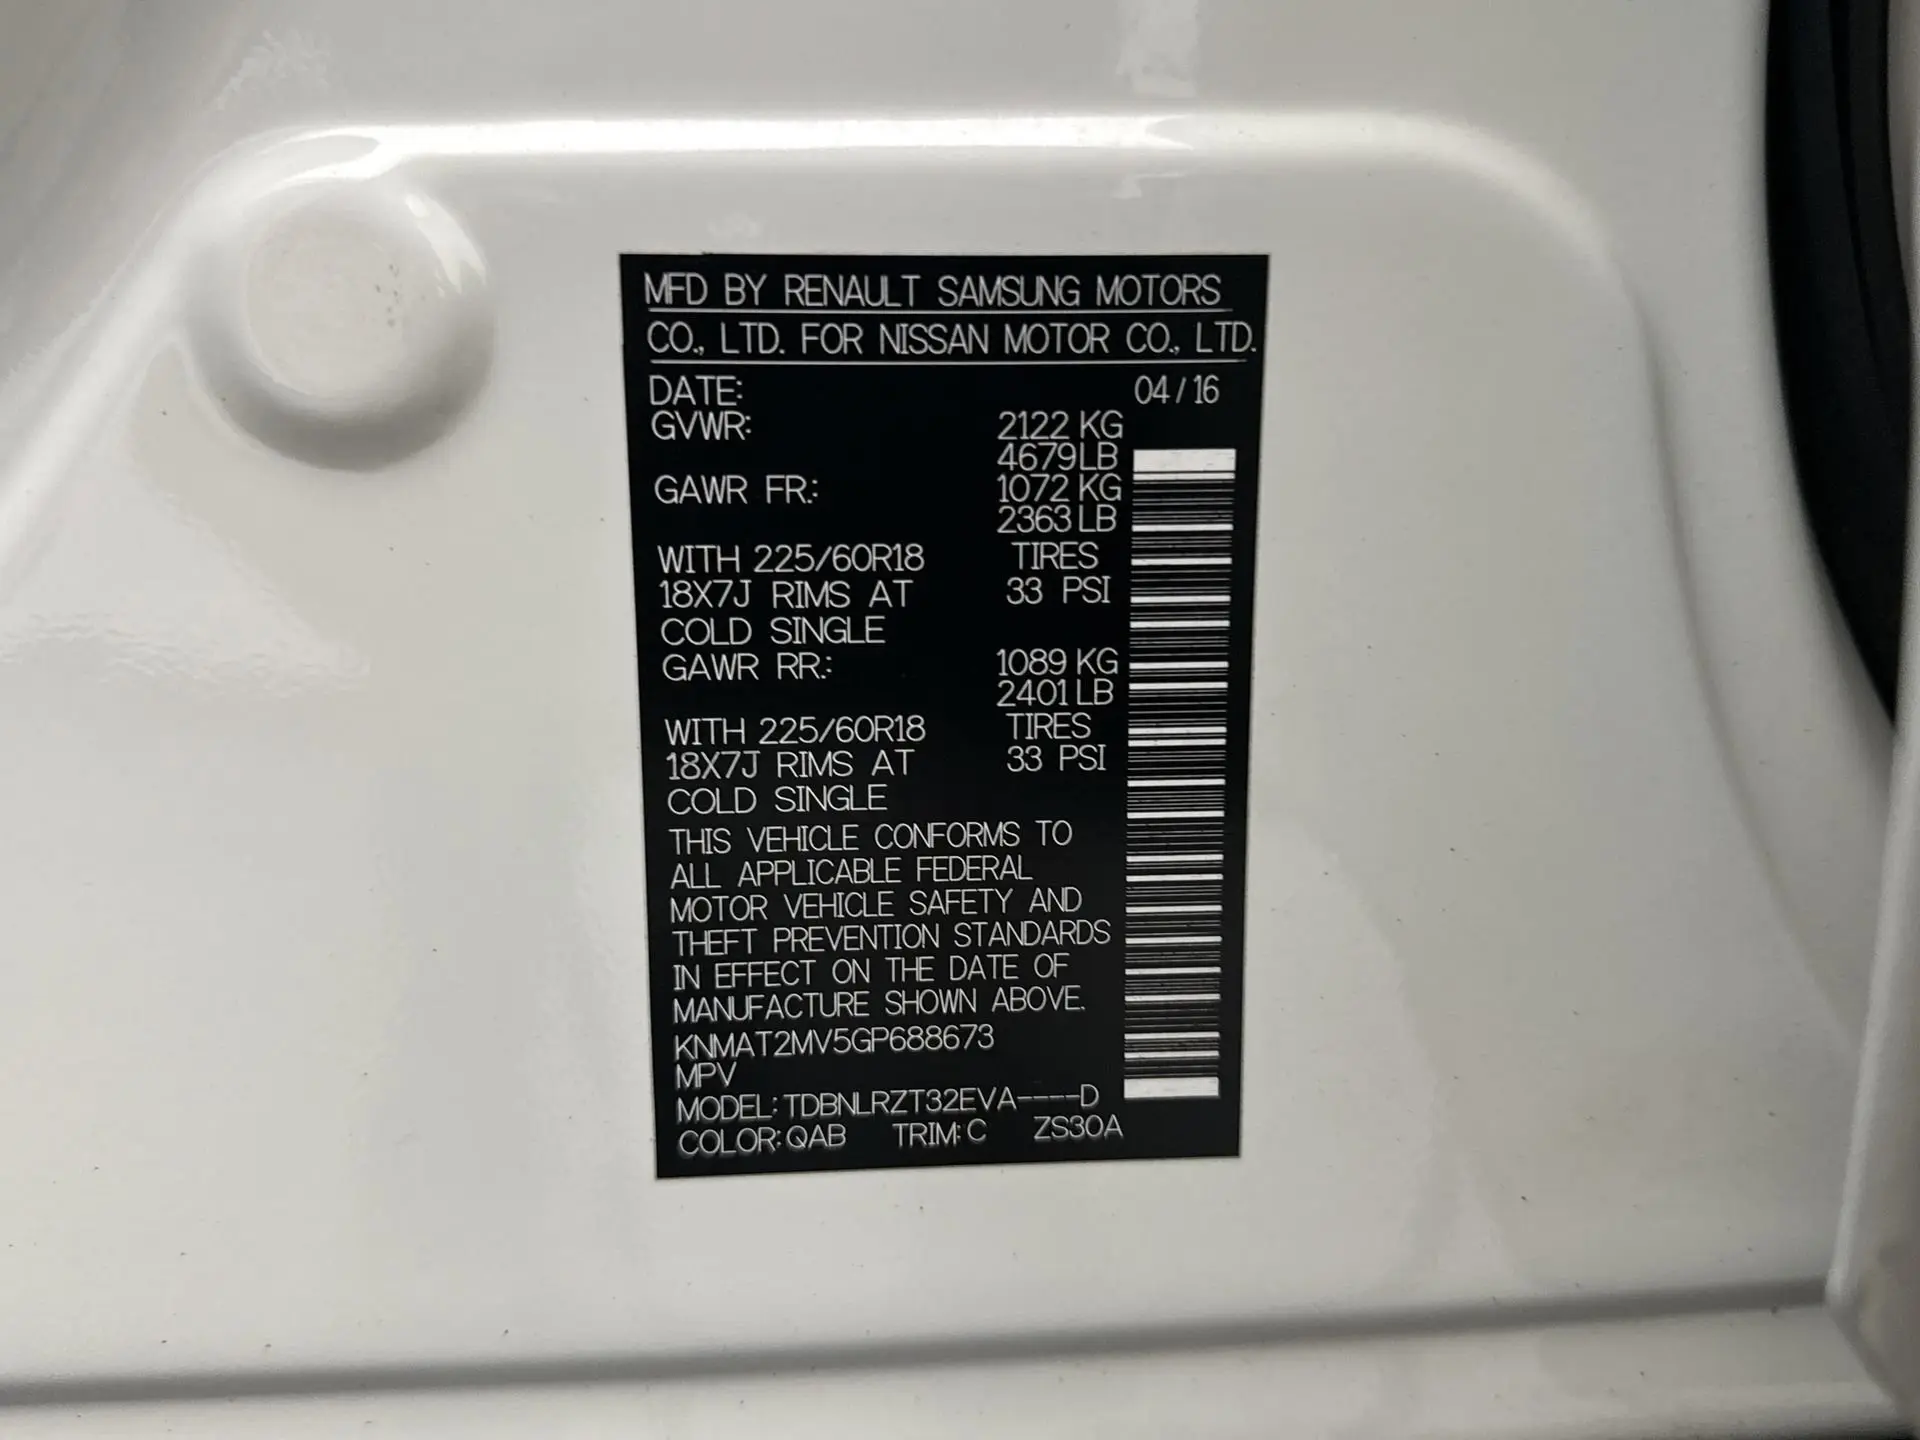 MFD BY RENAULT SAMSUNG MOTORS
CO., LTD. FOR NISSAN MOTOR CO., LTD.
DATE: 04 / 16
GVWR: 2122 KG
4679 LB
GAWR FR.: 1072 KG
2363 LB
WITH 225/60R18 TIRES
18X7J RIMS AT 33 PSI
COLD SINGLE
GAWR RR.: 1089 KG
2401 LB
WITH 225/60R18 TIRES
18X7J RIMS AT 33 PSI
COLD SINGLE
THIS VEHICLE CONFORMS TO
ALL APPLICABLE FEDERAL
MOTOR VEHICLE SAFETY AND
THEFT PREVENTION STANDARDS
IN EFFECT ON THE DATE OF
MANUFACTURE SHOWN ABOVE.
KNMAT2MV5GP688673
MPV
MODEL: TDBNLRZT32EVA----D
COLOR: QAB TRIM: C ZS30A